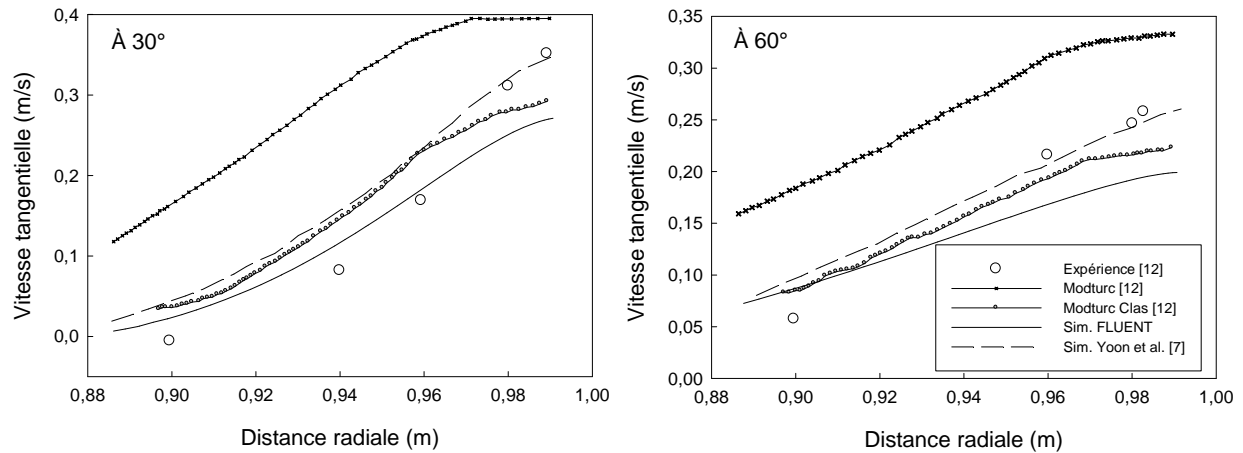 À 30°
Vitesse tangentielle (m/s)
0,4
0,3
0,2
0,1
0,0
0,88
0,90
0,92
0,94
0,96
0,98
1,00
Distance radiale (m)
À 60°
Vitesse tangentielle (m/s)
0,35
0,30
0,25
0,20
0,15
0,10
0,05
0,00
0,88
0,90
0,92
0,94
0,96
0,98
1,00
Distance radiale (m)
Expérience [12]
Modturc [12]
Modturc Clas [12]
Sim. FLUENT
Sim. Yoon et al. [7]